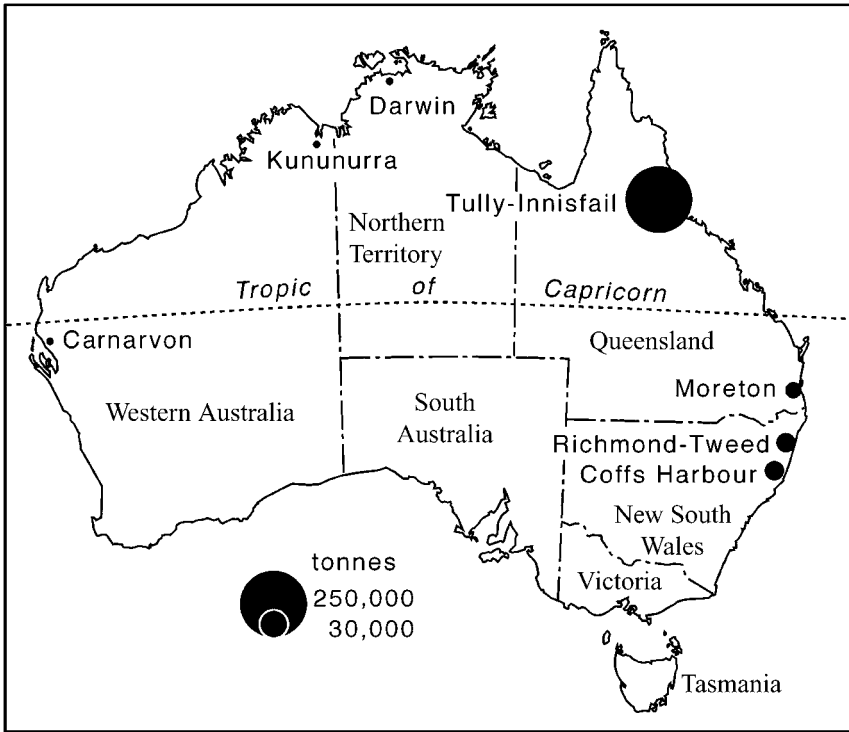 Darwin
Kununurra
Tully-Innisfail
Northern
Territory
Tropic of Capricorn
Carnarvon
Queensland
Moreton
Western Australia
South
Australia
Richmond-Tweed
Coffs Harbour
New South
Wales
tonnes
250,000
30,000
Victoria
Tasmania